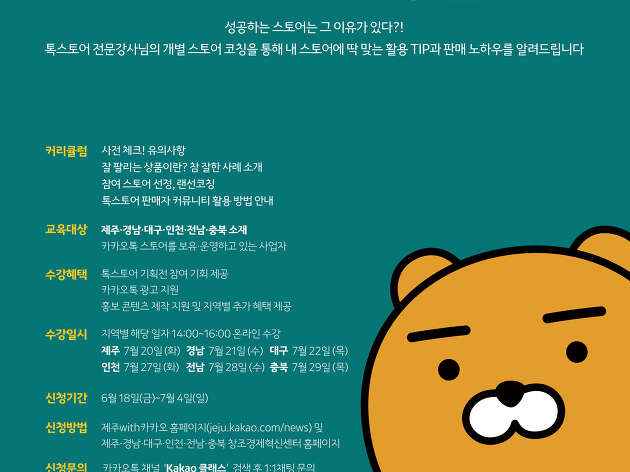 성공하는 스토어는 그 이유가 있다?!
톡스토어 전문강사님의 개별 스토어 코칭을 통해 내 스토어에 딱 맞는 활용 TIP과 판매 노하우를 알려드립니다
커리큘럼 사전 체크! 유의사항
잘 팔리는 상품이란? 참 잘한 사례 소개
참여 스토어 선정, 랜선코칭
톡스토어 판매자 커뮤니티 활용 방법 안내
교육대상 제주·경남·대구·인천·전남·충북 소재
카카오톡 스토어를 보유·운영하고 있는 사업자
수강혜택 톡스토어 기획전 참여 기회 제공
카카오톡 광고 지원
홍보 콘텐츠 제작 지원 및 지역별 추가 혜택 제공
수강일시 지역별 해당 일자 14:00~16:00 온라인 수강
제주 7월 20일 (화) 경남 7월 21일 (수) 대구 7월 22일 (목)
인천 7월 27일 (화) 전남 7월 28일 (수) 충북 7월 29일 (목)
신청기간 6월 18일(금)~7월 4일(일)
신청방법 제주with카카오 홈페이지(jeju.kakao.com/news) 및
제주·경남·대구·인천·전남·충북 창조경제혁신센터 홈페이지
신청문의 카카오톡 채널 'Kakao 클래스' 검색 후 1:1채팅 문의